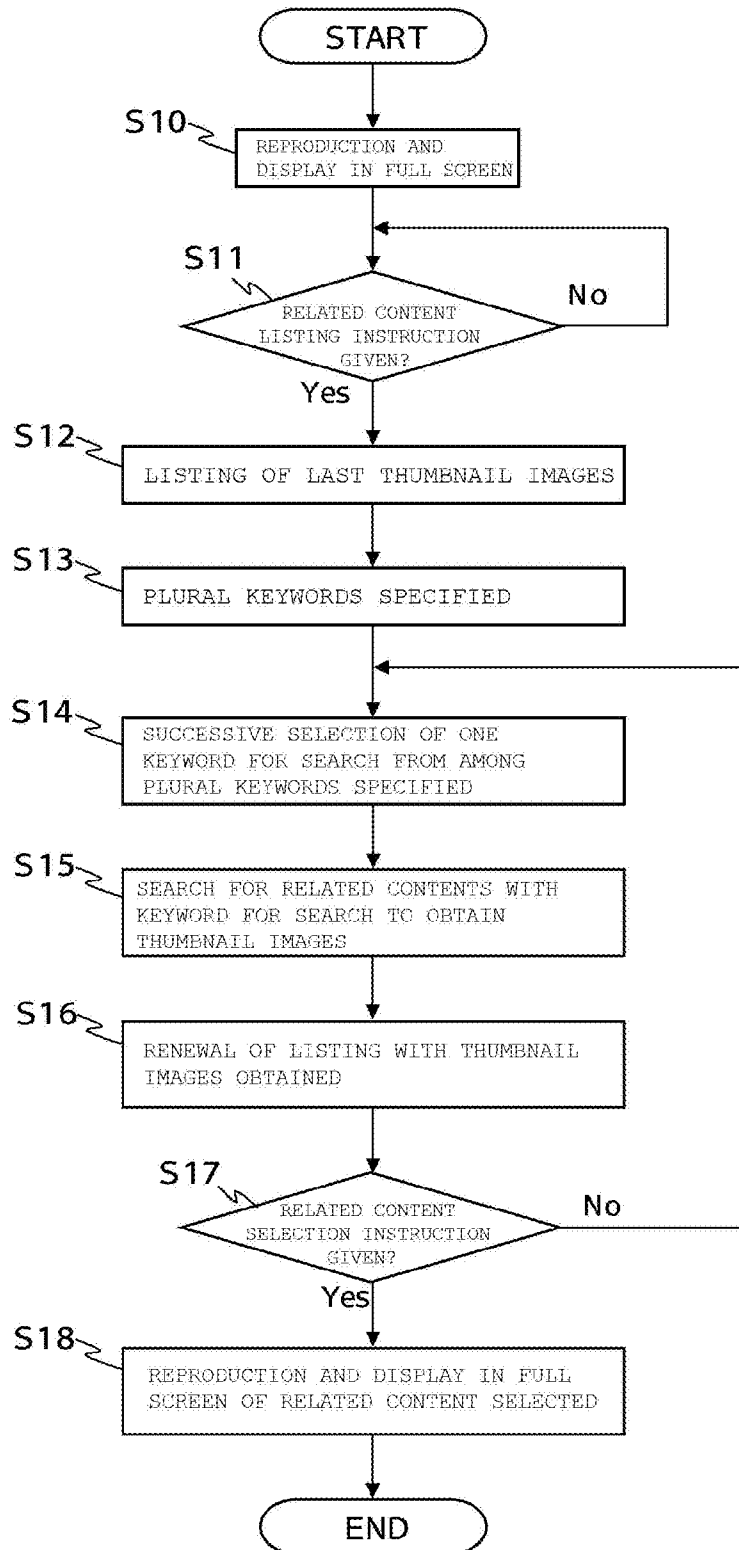 START
S10
REPRODUCTION AND
DISPLAY IN FULL SCREEN
S11
RELATED CONTENT
LISTING INSTRUCTION
GIVEN?
No
Yes
S12
LISTING OF LAST THUMBNAIL IMAGES
S13
PLURAL KEYWORDS SPECIFIED
S14
SUCCESSIVE SELECTION OF ONE
KEYWORD FOR SEARCH FROM AMONG
PLURAL KEYWORDS SPECIFIED
S15
SEARCH FOR RELATED CONTENTS WITH
KEYWORD FOR SEARCH TO OBTAIN
THUMBNAIL IMAGES
S16
RENEWAL OF LISTING WITH THUMBNAIL
IMAGES OBTAINED
S17
RELATED CONTENT
SELECTION INSTRUCTION
GIVEN?
No
Yes
S18
REPRODUCTION AND DISPLAY IN FULL
SCREEN OF RELATED CONTENT SELECTED
END